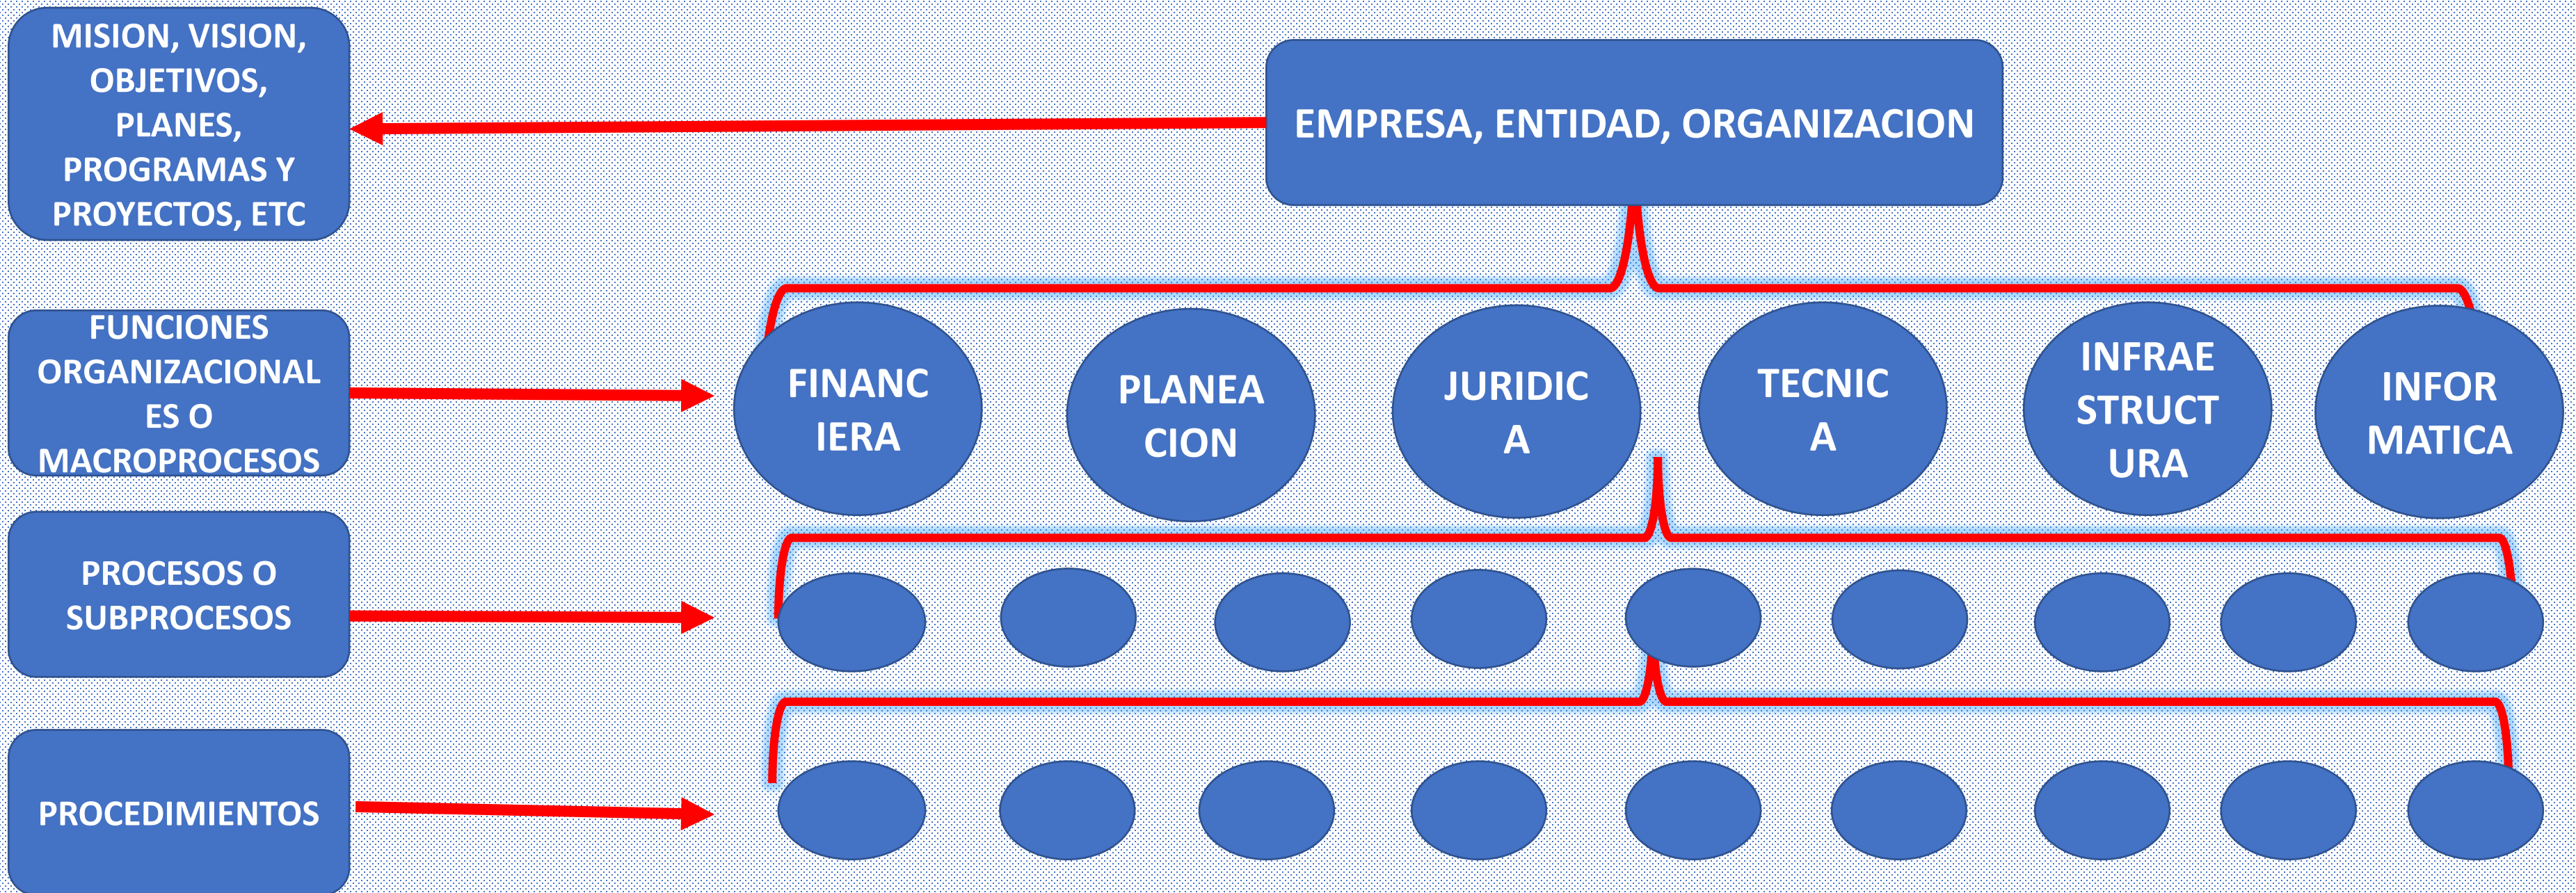 MISION, VISION,
OBJETIVOS,
PLANES,
PROGRAMAS Y
PROYECTOS, ETC
EMPRESA, ENTIDAD, ORGANIZACION
FUNCIONES
ORGANIZACIONAL
ES O
MACROPROCESOS
FINANC
IERA
PLANEA
CION
JURIDIC
A
TECNIC
A
INFRAE
STRUCT
URA
INFOR
MATICA
PROCESOS O
SUBPROCESOS
PROCEDIMIENTOS